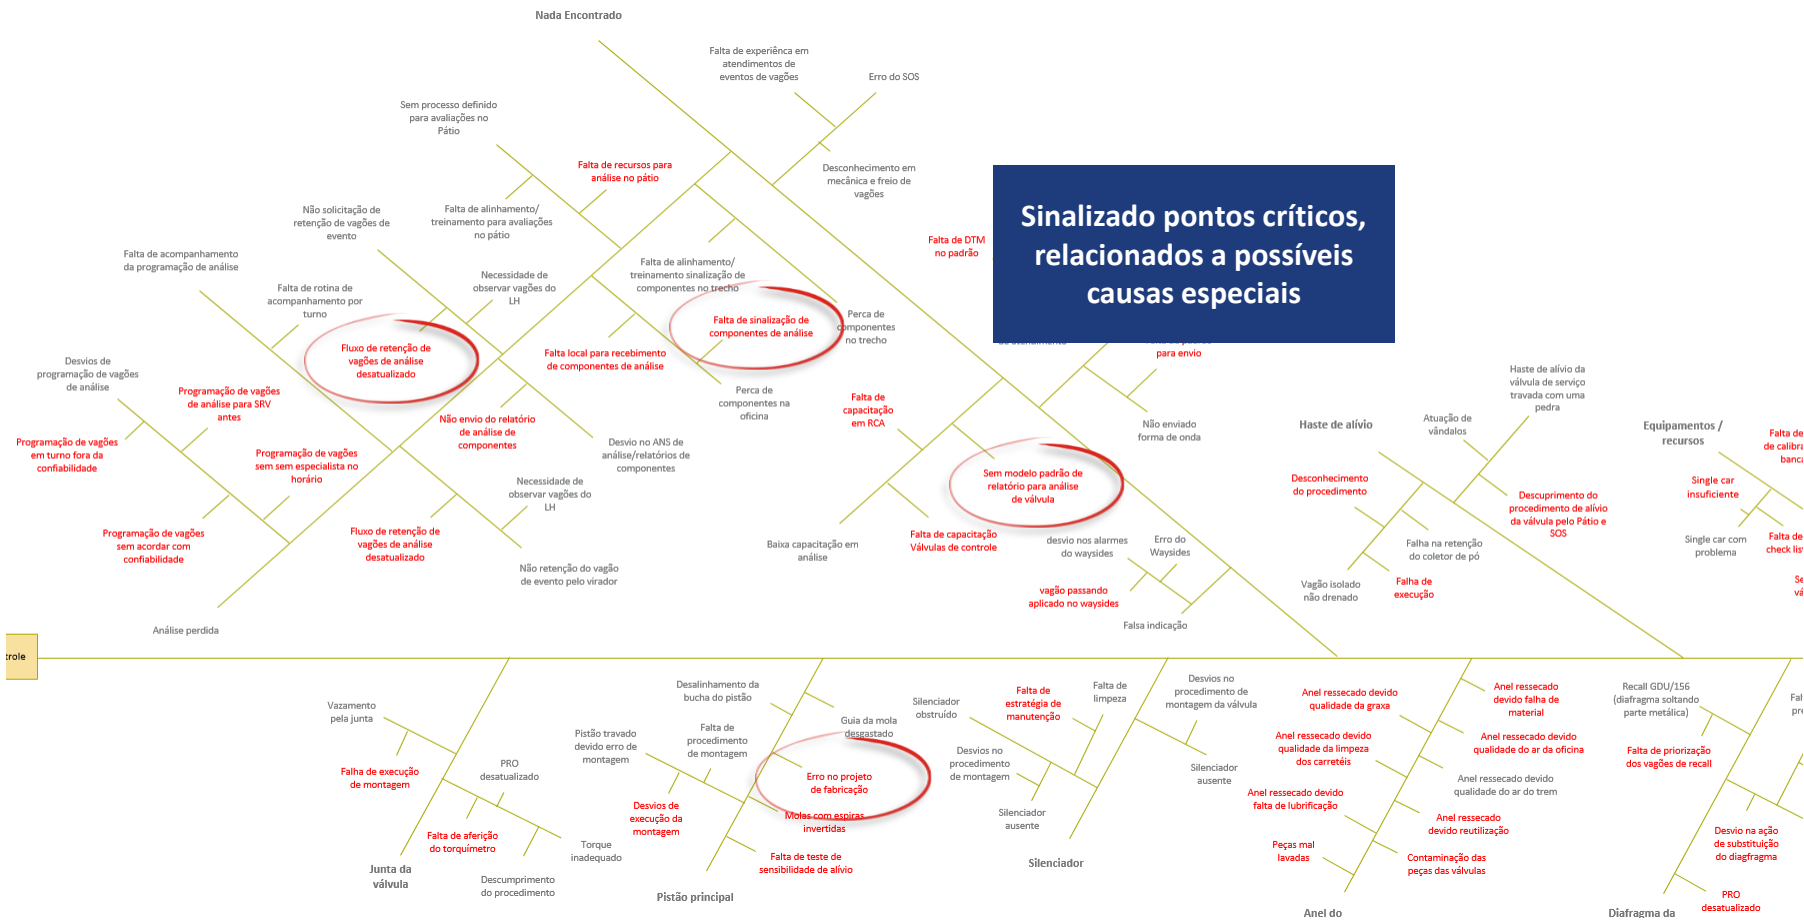 Nada Encontrado
Falta de experiênca em
atendimentos de
eventos de vagões
Erro do SOS
Sem processo definido
para avaliações no
Pátio
Falta de recursos para
análise no pátio
Desconhecimento em
mecânica e freio de
vagões
Sinalizado pontos críticos,
relacionados a possíveis
causas especiais
Não solicitação de
retenção de vagões de
evento
Falta de alinhamento/
treinamento para avaliações
no pátio
Falta de DTM
no padrão
Falta de acompanhamento
da programação de análise
Falta de rotina de
acompanhamento por
turno
Necessidade de
observar vagões do
LH
Falta de alinhamento/
treinamento sinalização de
componentes no trecho
Falta de sinalização de
componentes de análise
Perca de
componentes
no trecho
Fluxo de retenção de
vagões de análise
desatualizado
Falta local para recebimento
de componentes de análise
para envio
Desvios de
programação de vagões
de análise
Programação de vagões
de análise para SRV
antes
Perca de
componentes na
oficina
Falta de
capacitação
em RCA
Haste de alívio da
válvula de serviço
travada com uma
pedra
Não envio do relatório
de análise de
componentes
Não enviado
forma de onda
Haste de alívio
Atuação de
vândalos
Equipamentos /
recursos
Programação de vagões
em turno fora da
confiabilidade
Programação de vagões
sem sem especialista no
horário
Desvio no ANS de
análise/relatórios de
componentes
Falta de
de calibra
banca
Sem modelo padrão de
relatório para análise
de válvula
Desconhecimento
do procedimento
Single car
insuficiente
Necessidade de
observar vagões do
LH
Descuprimento do
procedimento de alívio
da válvula pelo Pátio e
SOS
Programação de vagões
sem acordar com
confiabilidade
Fluxo de retenção de
vagões de análise
desatualizado
Baixa capacitação em
análise
Falta de capacitação
Válvulas de controle
desvio nos alarmes
do waysides
Erro do
Waysides
Falha na retenção
do coletor de pó
Single car com
problema
Falta de
check lis
Não retenção do vagão
de evento pelo virador
vagão passando
aplicado no waysides
Vagão isolado
não drenado
Falha de
execução
Se
vá
Análise perdida
Falsa indicação
trole
Vazamento
pela junta
Desalinhamento da
bucha do pistão
Silenciador
obstruído
Falta de
estratégia de
manutenção
Falta de
limpeza
Desvios no
procedimento de
montagem da válvula
Anel ressecado devido
qualidade da graxa
Anel ressecado
devido falha de
material
Recall GDU/156
(diafragma soltando
parte metálica)
Fal
pre
Guia da mola
desgastado
Pistão travado
devido erro de
montagem
Falta de
procedimento
de montagem
Anel ressecado devido
qualidade da limpeza
dos carretéis
Anel ressecado devido
qualidade do ar da oficina
Falta de priorização
dos vagões de recall
Falha de execução
de montagem
PRO
desatualizado
Erro no projeto
de fabricação
Desvios no
procedimento
de montagem
Silenciador
ausente
Anel ressecado devido
qualidade do ar do trem
Anel ressecado devido
falta de lubrificação
Desvios de
execução da
montagem
Molas com espiras
invertidas
Silenciador
ausente
Anel ressecado
devido reutilização
Falta de aferição
do torquímetro
Torque
inadequado
Desvio na ação
de substituição
do diagfragma
Peças mal
lavadas
Contaminação das
peças das válvulas
Falta de teste de
sensibilidade de alívio
Silenciador
Junta da
válvula
Descumprimento
do procedimento
Pistão principal
PRO
desatualizado
Anel do
Diafragma da